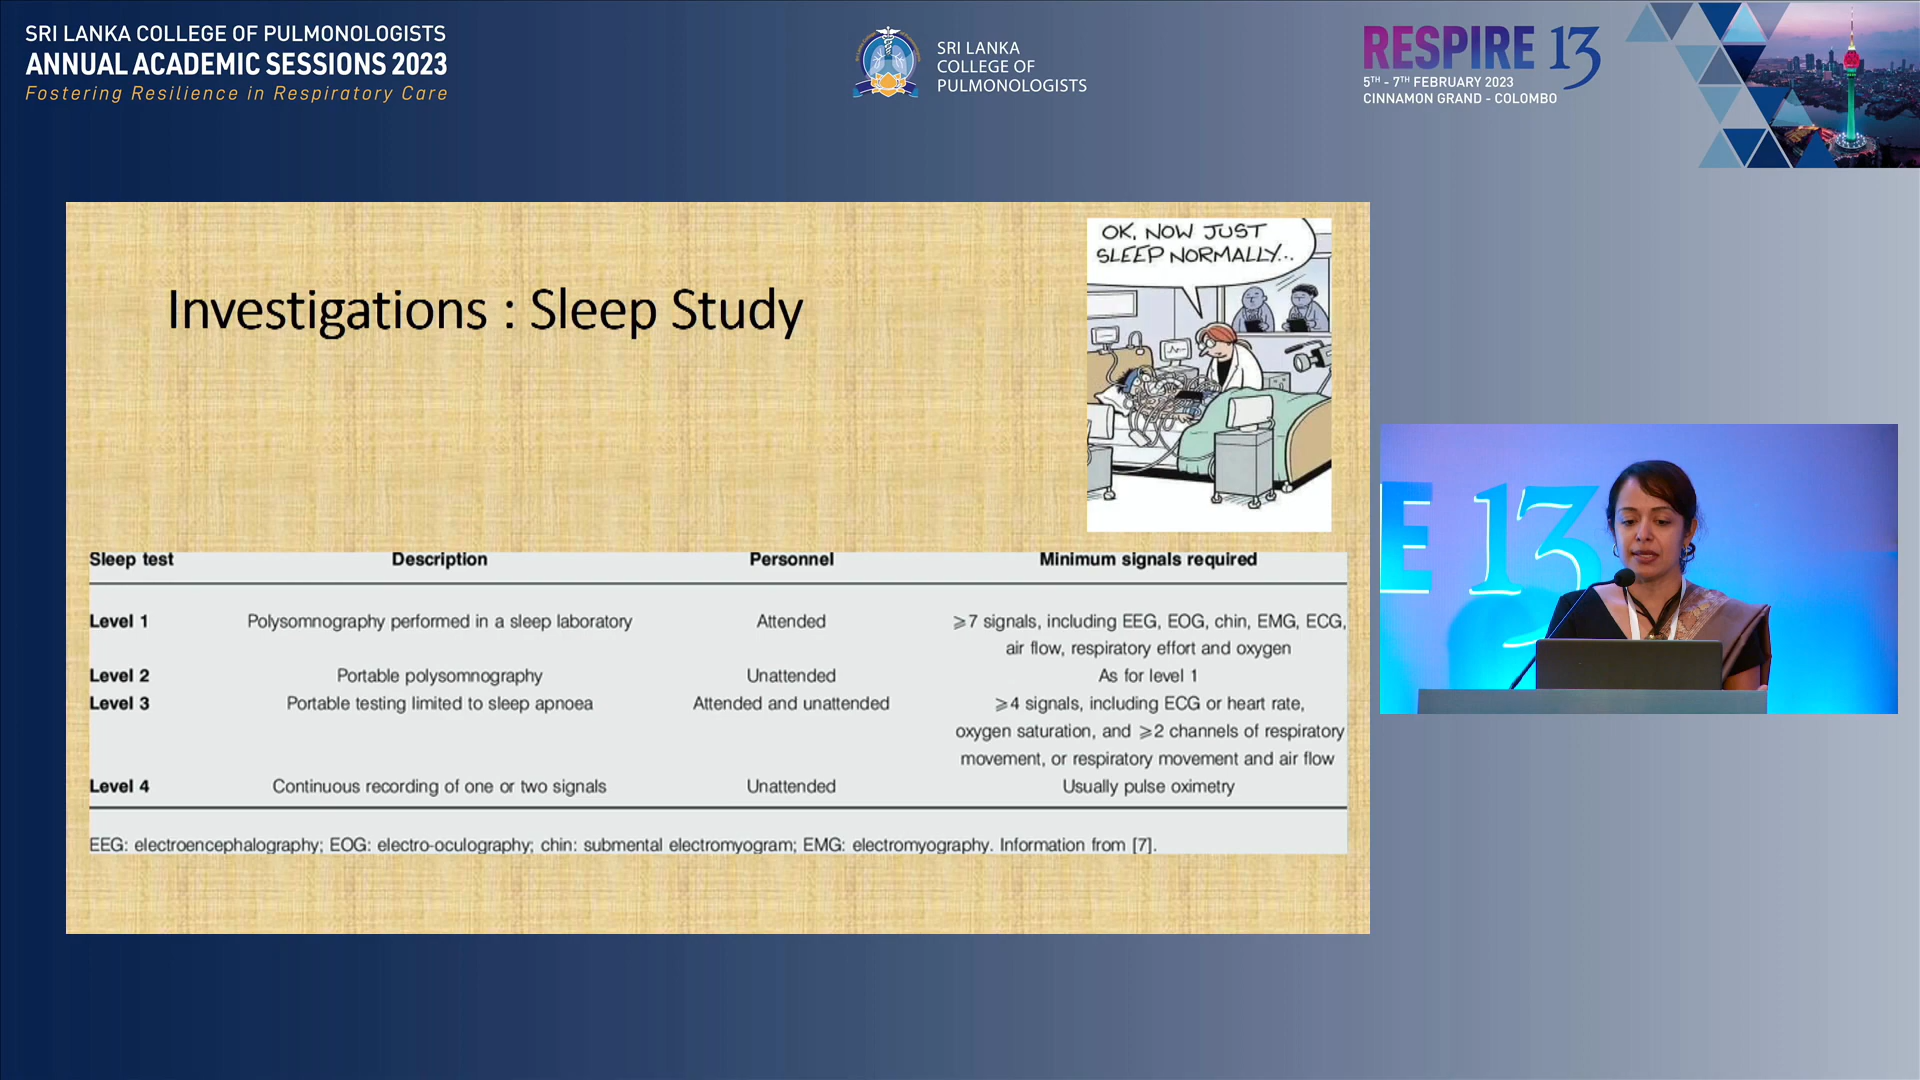 SRI LANKA COLLEGE OF PULMONOLOGISTS
ANNUAL ACADEMIC SESSIONS 2023
Fostering Resilience in Respiratory Care
SRI LANKA
COLLEGE OF
PULMONOLOGISTS
RESPIRE 13
5TH - 7TH FEBRUARY 2023
CINNAMON GRAND - COLOMBO
OK, NOW JUST
SLEEP NORMALLY...
Investigations : Sleep Study
Sleep test Description Personnel Minimum signals required
Level 1 Polysomnography performed in a sleep laboratory Attended ⩾7 signals, including EEG, EOG, chin, EMG, ECG,
air flow, respiratory effort and oxygen
Level 2 Portable polysomnography Unattended As for level 1
Level 3 Portable testing limited to sleep apnoea Attended and unattended ⩾4 signals, including ECG or heart rate,
oxygen saturation, and ⩾2 channels of respiratory
movement, or respiratory movement and air flow
Level 4 Continuous recording of one or two signals Unattended Usually pulse oximetry
EEG: electroencephalography; EOG: electro-oculography; chin: submental electromyogram; EMG: electromyography. Information from [7].
E 13